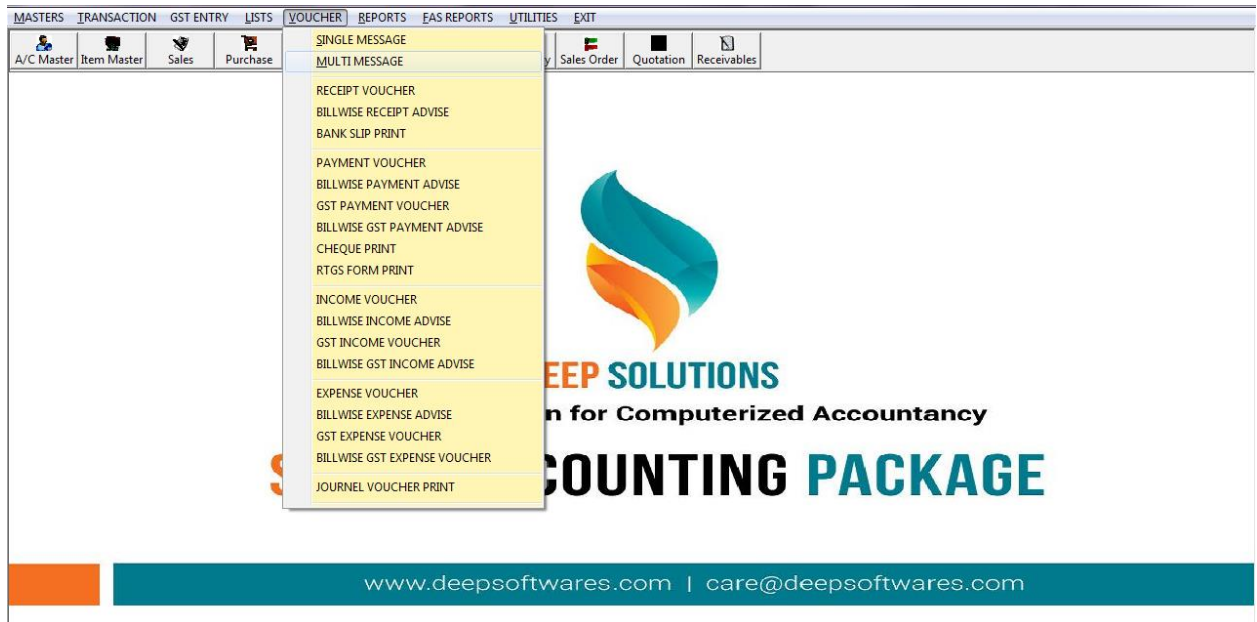 MASTERS TRANSACTION GST ENTRY LISTS VOUCHER REPORTS FAS REPORTS UTILITIES EXIT
A/C Master Item Master Sales Purchase y Sales Order Quotation Receivables
SINGLE MESSAGE
MULTI MESSAGE
RECEIPT VOUCHER
BILLWISE RECEIPT ADVISE
BANK SLIP PRINT
PAYMENT VOUCHER
BILLWISE PAYMENT ADVISE
GST PAYMENT VOUCHER
BILLWISE GST PAYMENT ADVISE
CHEQUE PRINT
RTGS FORM PRINT
INCOME VOUCHER
BILLWISE INCOME ADVISE
GST INCOME VOUCHER
BILLWISE GST INCOME ADVISE
EXPENSE VOUCHER
BILLWISE EXPENSE ADVISE
GST EXPENSE VOUCHER
BILLWISE GST EXPENSE VOUCHER
JOURNEL VOUCHER PRINT
EEP SOLUTIONS
n for Computerized Accountancy
COUNTING PACKAGE
www.deepsoftwares.com | care@deepsoftwares.com